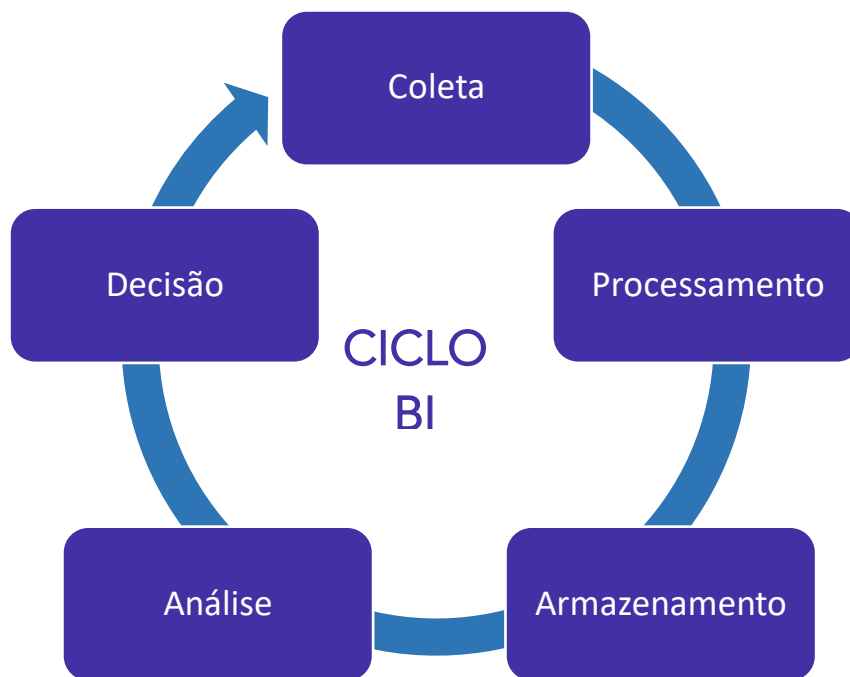 Coleta
Processamento
Armazenamento
Análise
Decisão
CICLO
BI